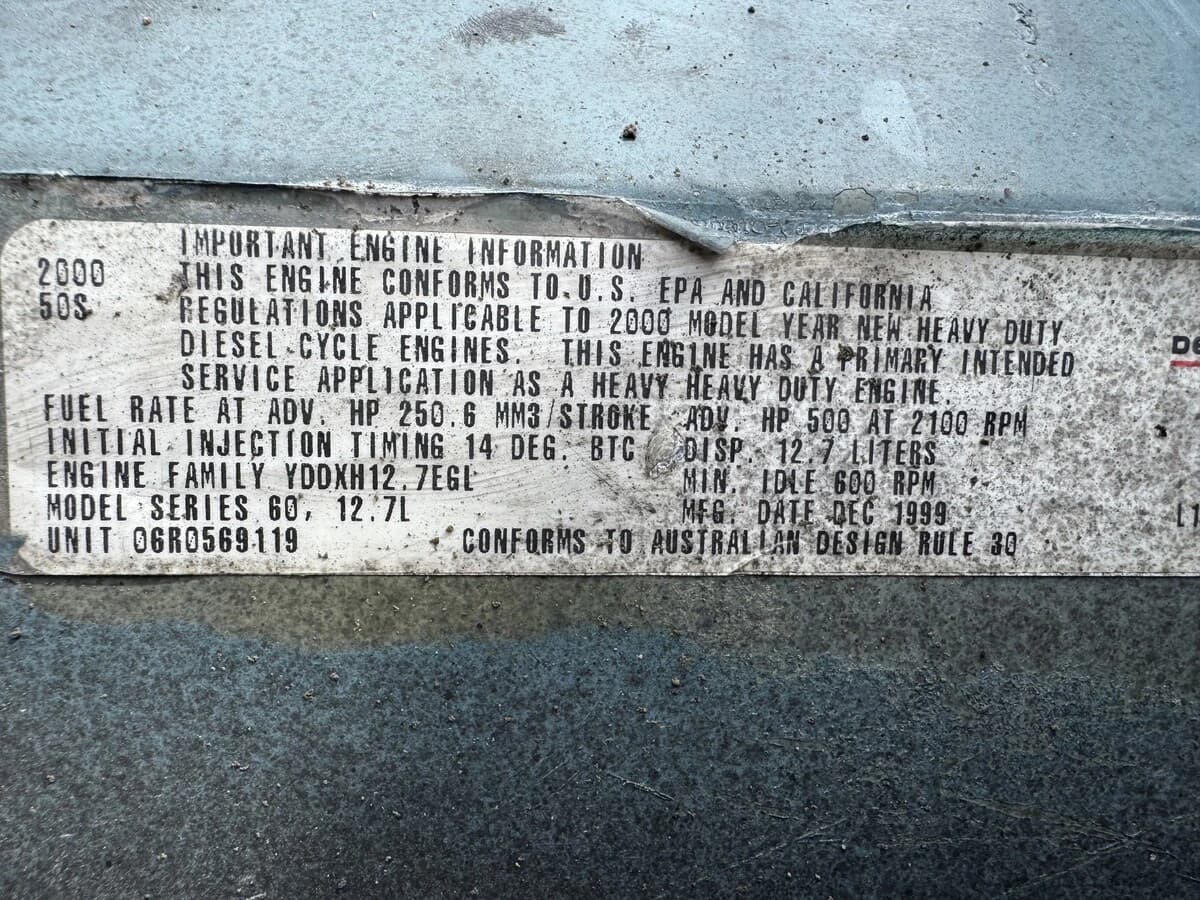 IMPORTANT ENGINE INFORMATION
2000 THIS ENGINE CONFORMS TO U.S. EPA AND CALIFORNIA
50S REGULATIONS APPLICABLE TO 2000 MODEL YEAR NEW HEAVY DUTY
DIESEL CYCLE ENGINES. THIS ENGINE HAS A PRIMARY INTENDED
SERVICE APPLICATION AS A HEAVY HEAVY DUTY ENGINE.
FUEL RATE AT ADV. HP 250.6 MM3/STROKE ADV. HP 500 AT 2100 RPM
INITIAL INJECTION TIMING 14 DEG. BTC DISP. 12.7 LITERS
ENGINE FAMILY YDDXH12.7EGL MIN. IDLE 600 RPM
MODEL SERIES 60, 12.7L MFG. DATE DEC 1999
UNIT 06R0569119 CONFORMS TO AUSTRALIAN DESIGN RULE 30